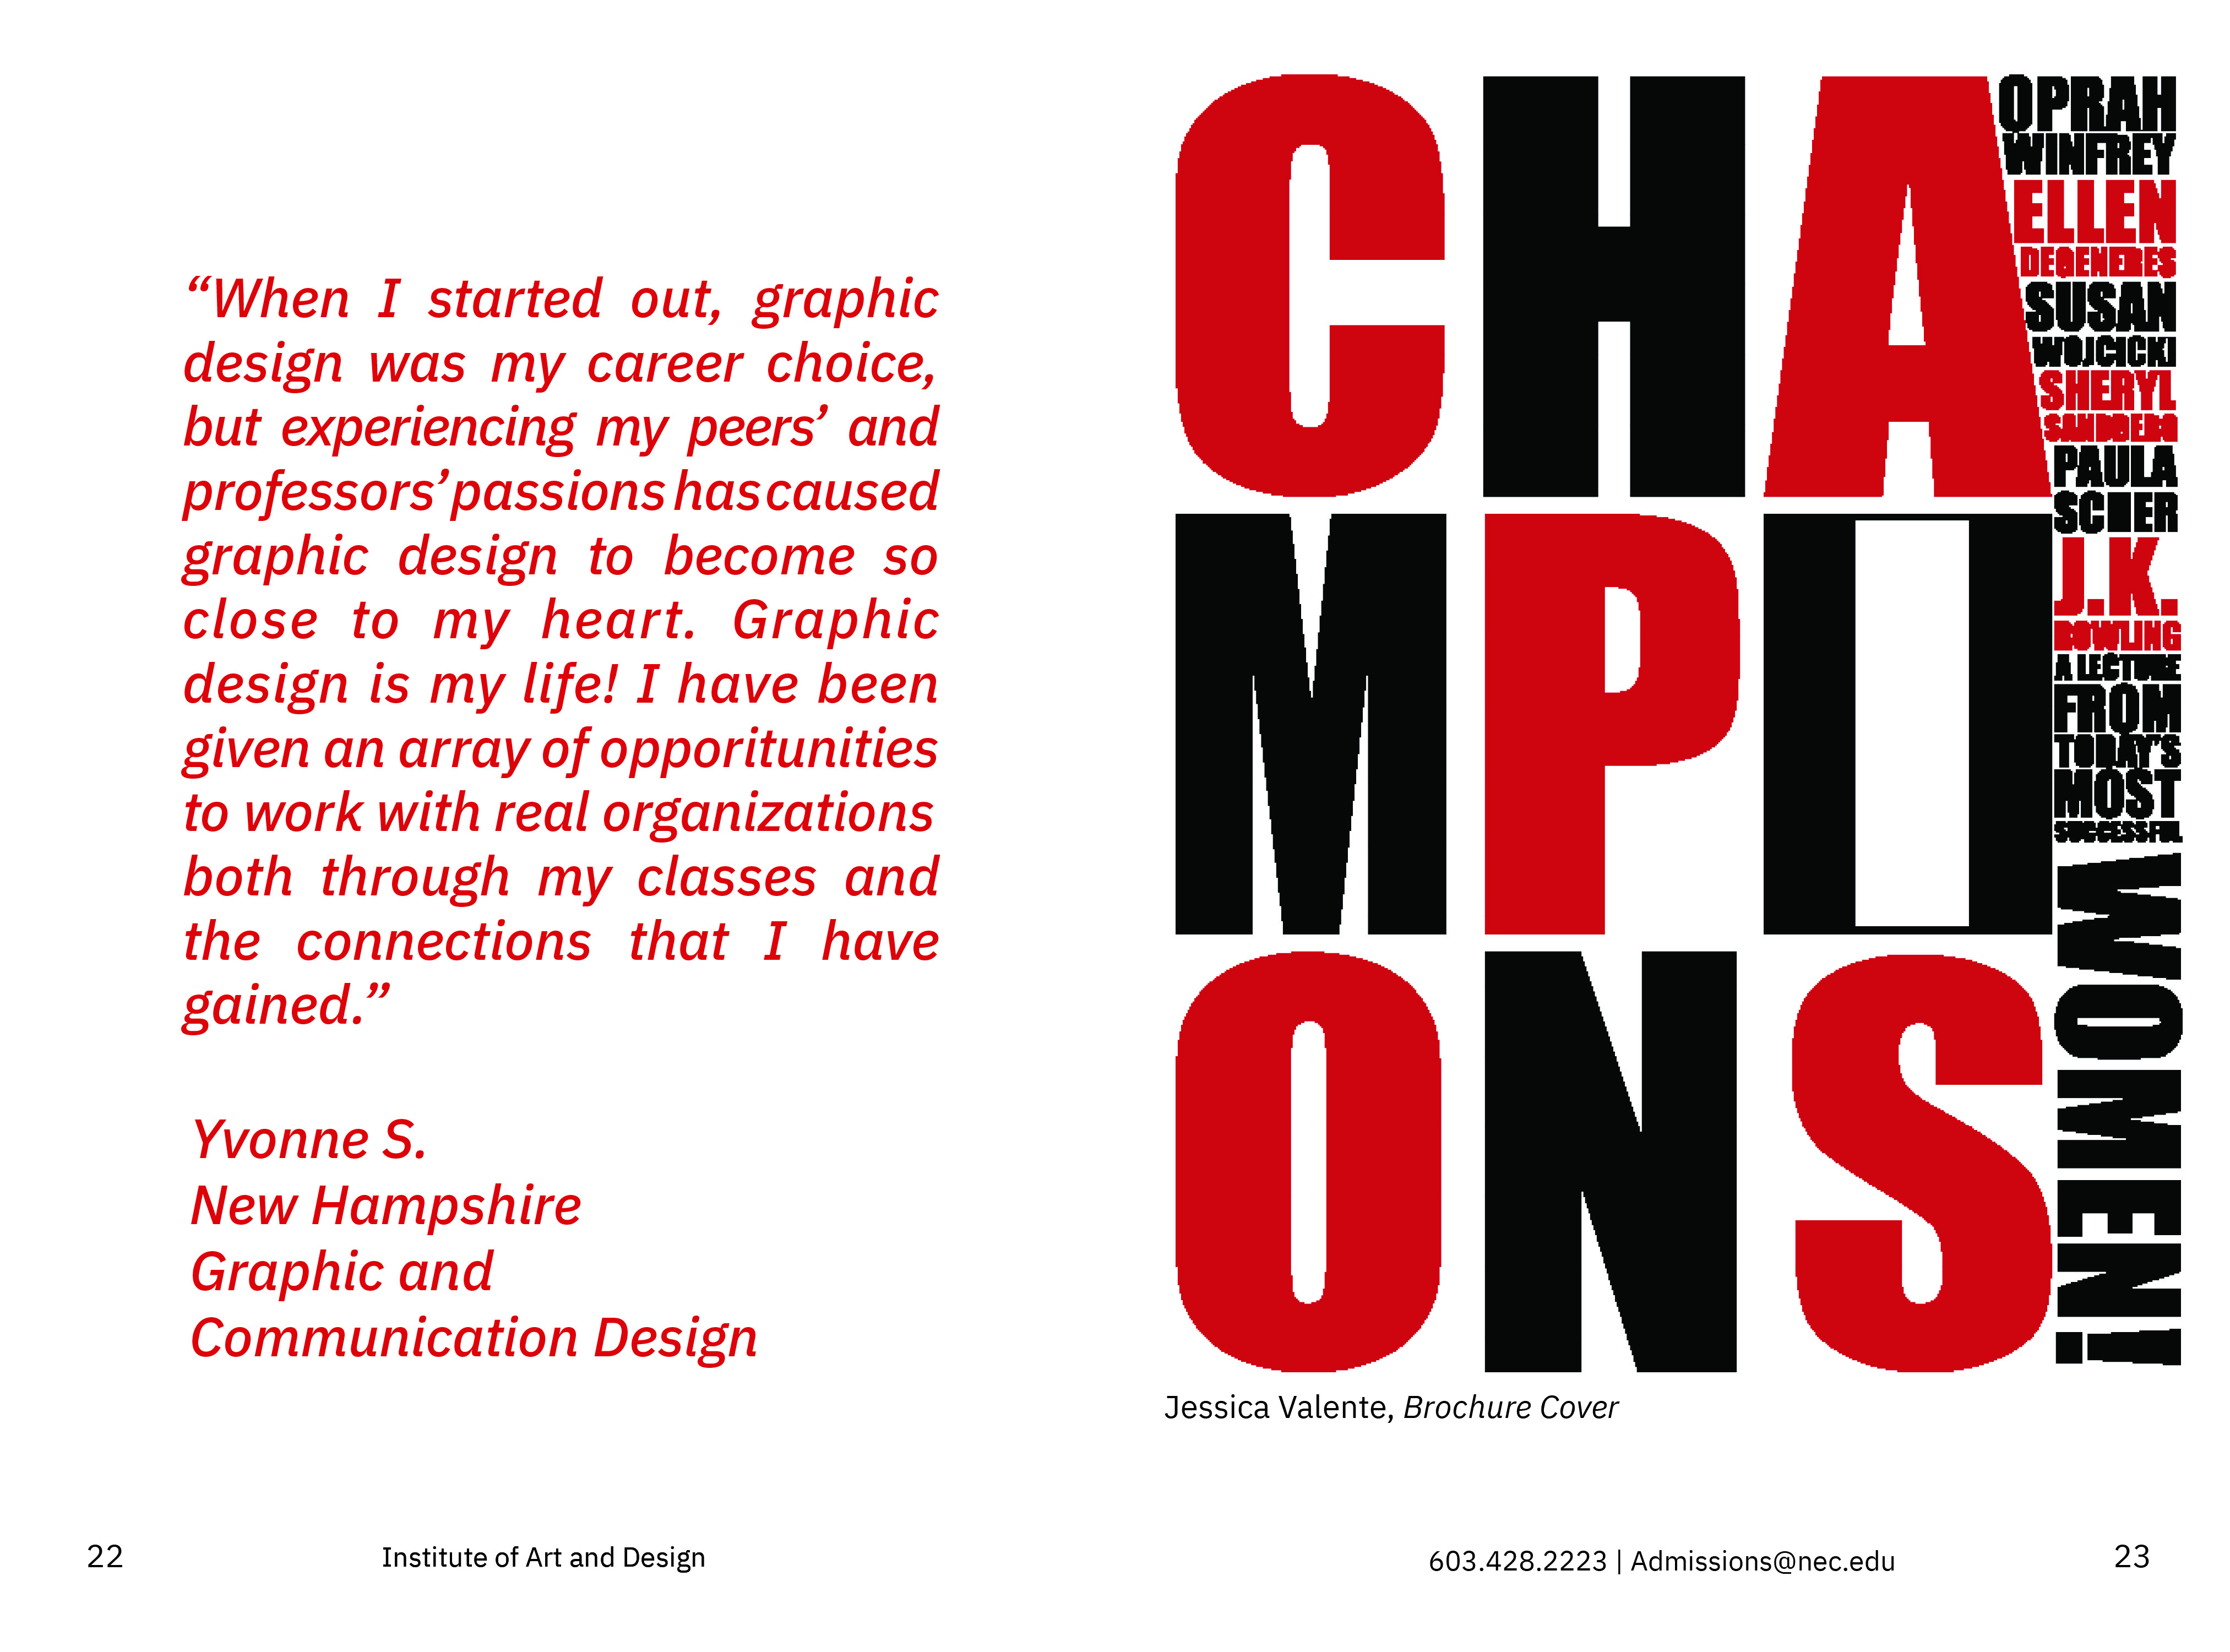 “When I started out, graphic
design was my career choice,
but experiencing my peers’ and
professors’ passions has caused
graphic design to become so
close to my heart. Graphic
design is my life! I have been
given an array of opporitunities
to work with real organizations
both through my classes and
the connections that I have
gained.”
Yvonne S.
New Hampshire
Graphic and
Communication Design
22
Institute of Art and Design
CHA
MPI
ONS
OPRAH
WINFREY
ELLEN
DEGENERES
SUSAN
WOJCICKI
SHERYL
SANDBERG
PAULA
SCHER
J.K.
ROWLING
A LECTURE
FROM
TODAY'S
MOST
SUCCESSFUL
WOMEN!
Jessica Valente, Brochure Cover
603.428.2223 | Admissions@nec.edu
23